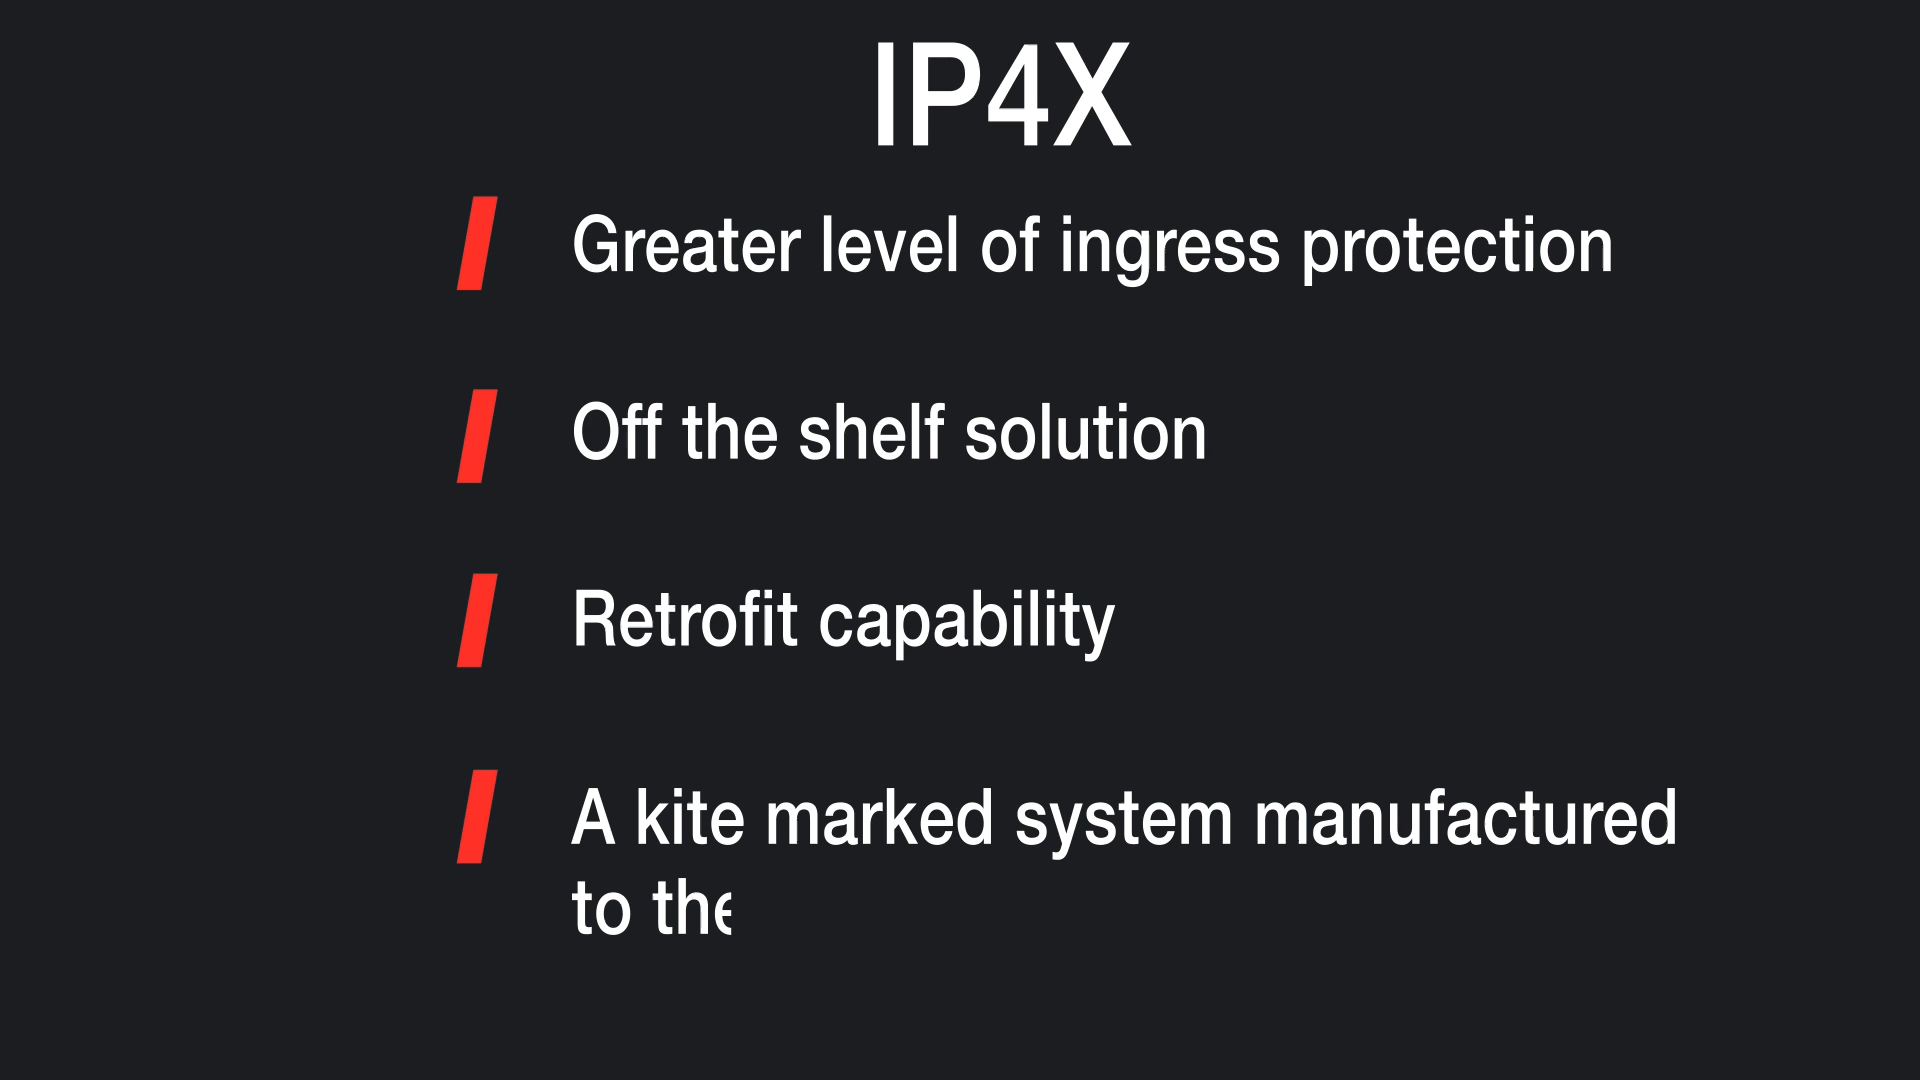 IP4X
Greater level of ingress protection
Off the shelf solution
Retrofit capability
A kite marked system manufactured
to the